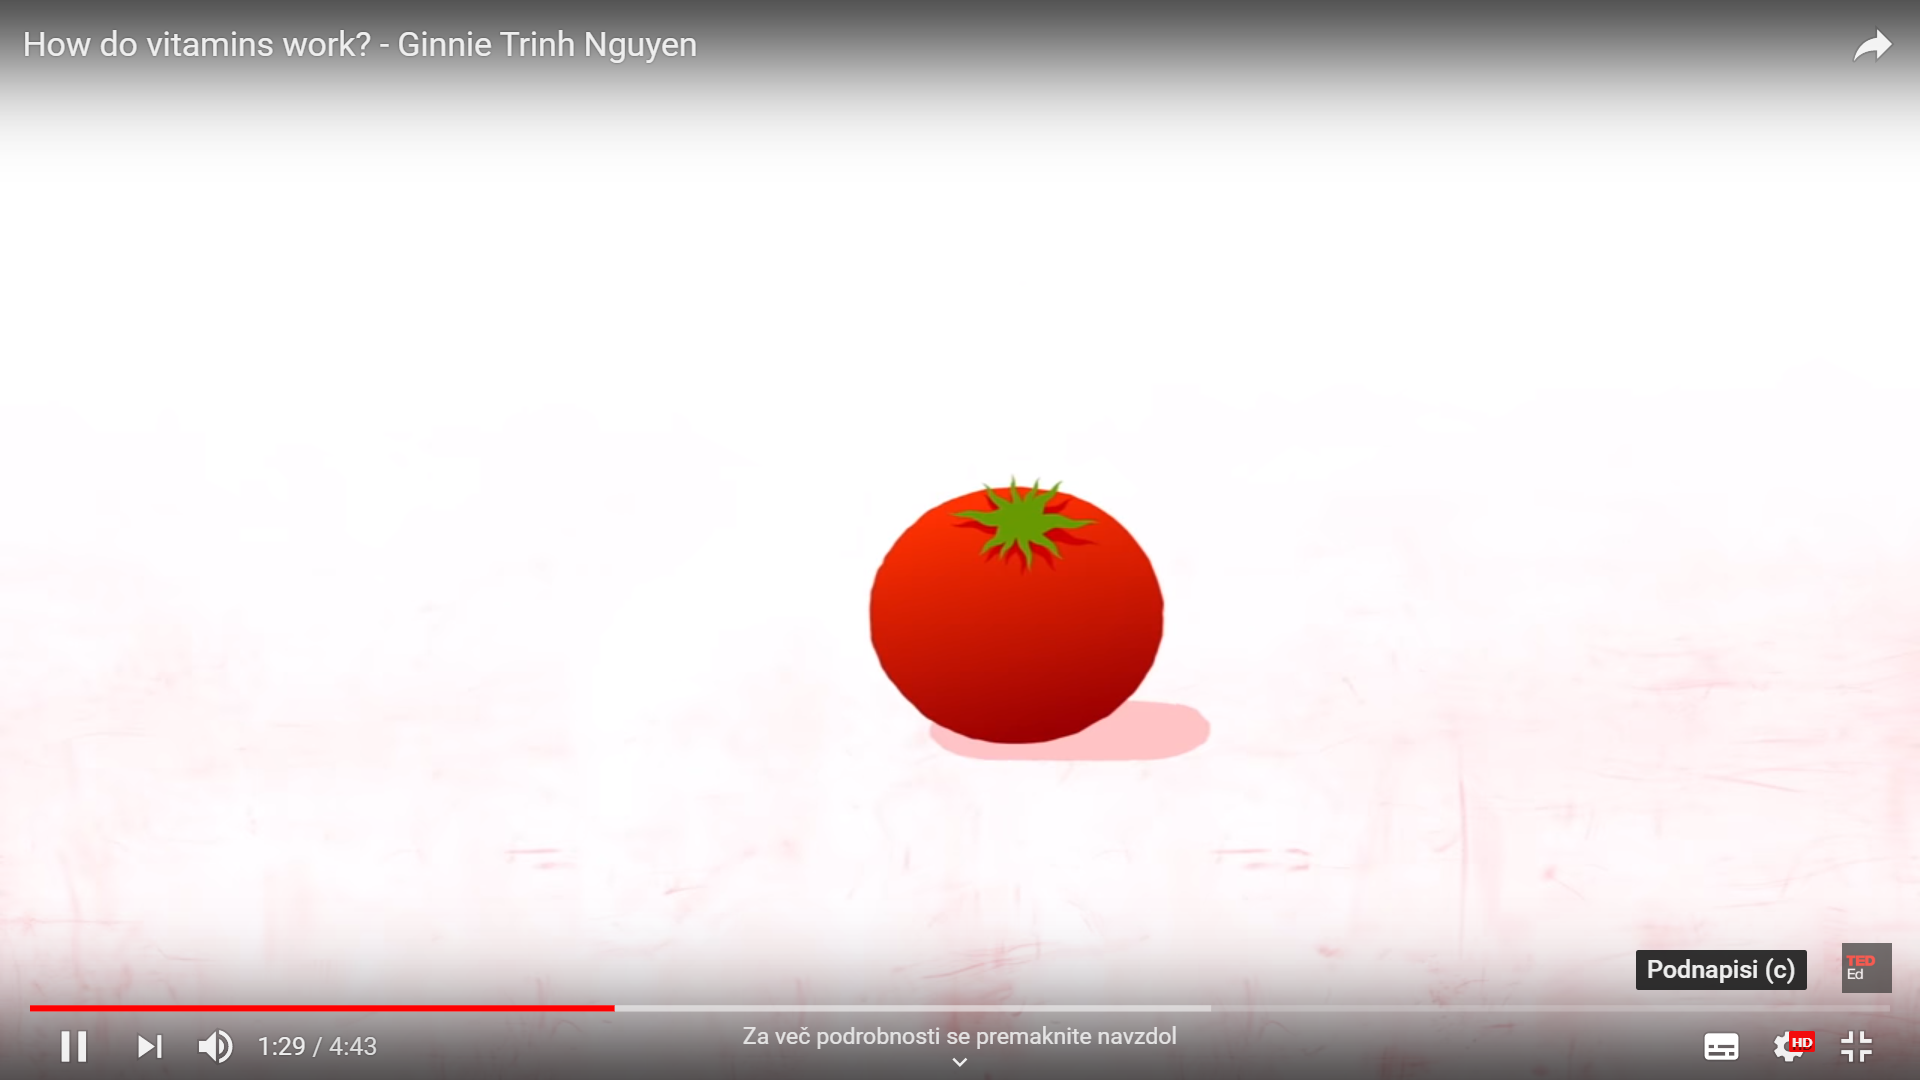 How do vitamins work? - Ginnie Trinh Nguyen
Podnapisi (c)
TED
Ed
1:29 / 4:43
Za več podrobnosti se premaknite navzdol
HD